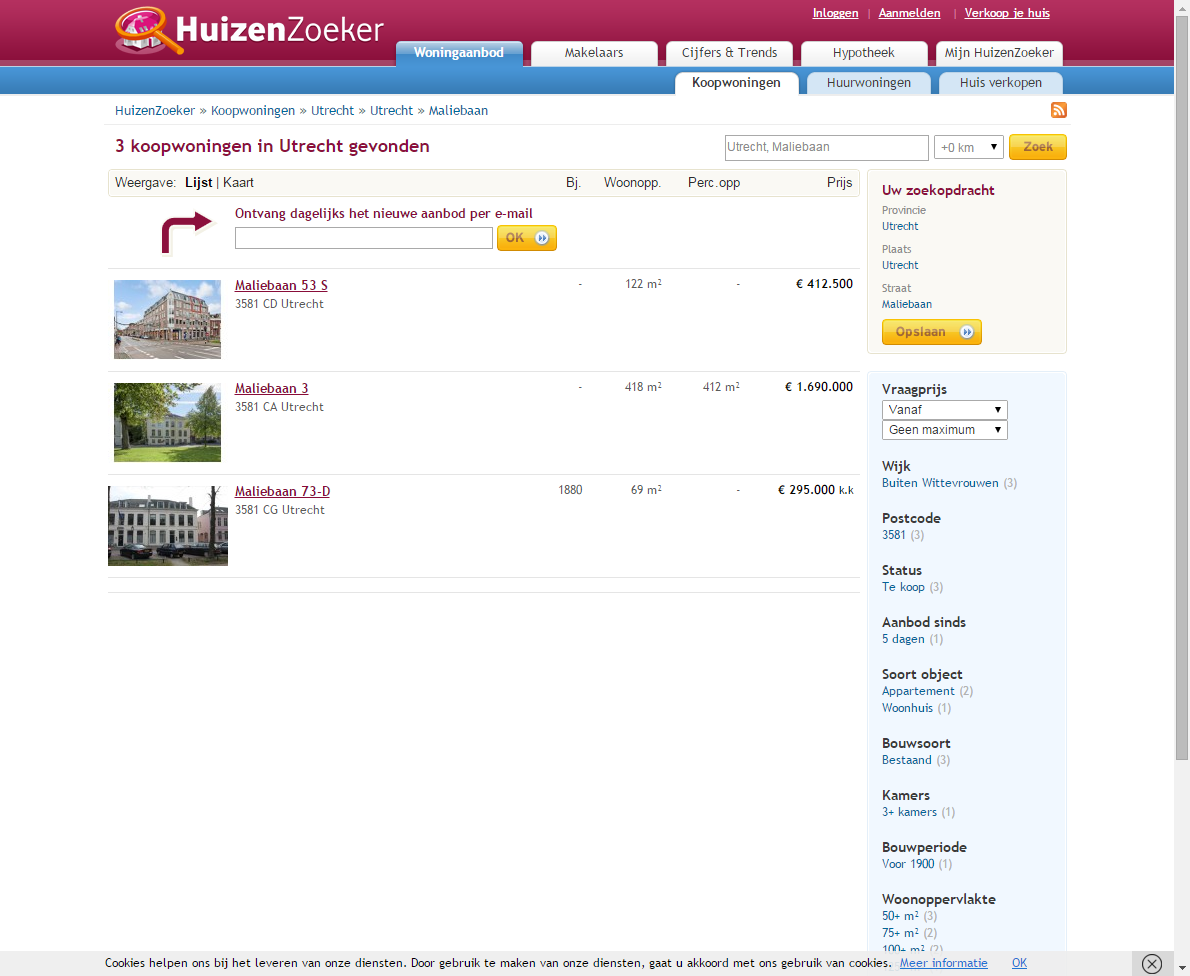 Inloggen | Aanmelden | Verkoop je huis
HuizenZoeker
Woningaanbod Makelaars Cijfers & Trends Hypotheek Mijn HuizenZoeker
Koopwoningen Huurwoningen Huis verkopen
HuizenZoeker » Koopwoningen » Utrecht » Utrecht » Maliebaan
3 koopwoningen in Utrecht gevonden
Utrecht, Maliebaan +0 km Zoek
Weergave: Lijst | Kaart Bj. Woonopp. Perc.opp Prijs
Ontvang dagelijks het nieuwe aanbod per e-mail
OK
Maliebaan 53 S - 122 m² - € 412.500
3581 CD Utrecht
Maliebaan 3 - 418 m² 412 m² € 1.690.000
3581 CA Utrecht
Maliebaan 73-D 1880 69 m² - € 295.000 k.k
3581 CG Utrecht
Uw zoekopdracht
Provincie
Utrecht
Plaats
Utrecht
Straat
Maliebaan
Opslaan
Vraagprijs
Vanaf
Geen maximum
Wijk
Buiten Wittevrouwen (3)
Postcode
3581 (3)
Status
Te koop (3)
Aanbod sinds
5 dagen (1)
Soort object
Appartement (2)
Woonhuis (1)
Bouwsoort
Bestaand (3)
Kamers
3+ kamers (1)
Bouwperiode
Voor 1900 (1)
Woonoppervlakte
50+ m² (3)
75+ m² (2)
100+ m² (2)
Cookies helpen ons bij het leveren van onze diensten. Door gebruik te maken van onze diensten, gaat u akkoord met ons gebruik van cookies. Meer informatie OK